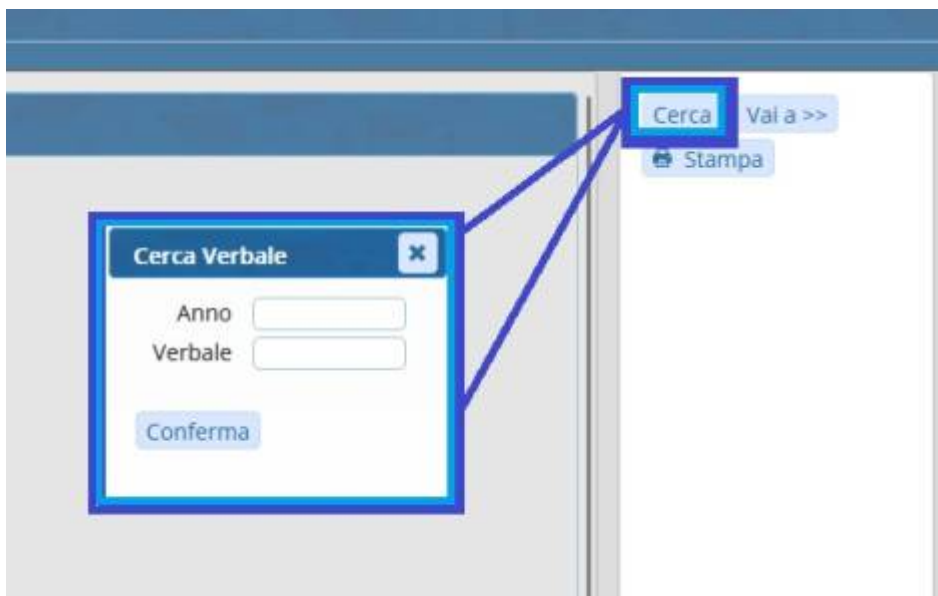 Cerca Vai a >>
Stampa
Cerca Verbale
Anno
Verbale
Conferma